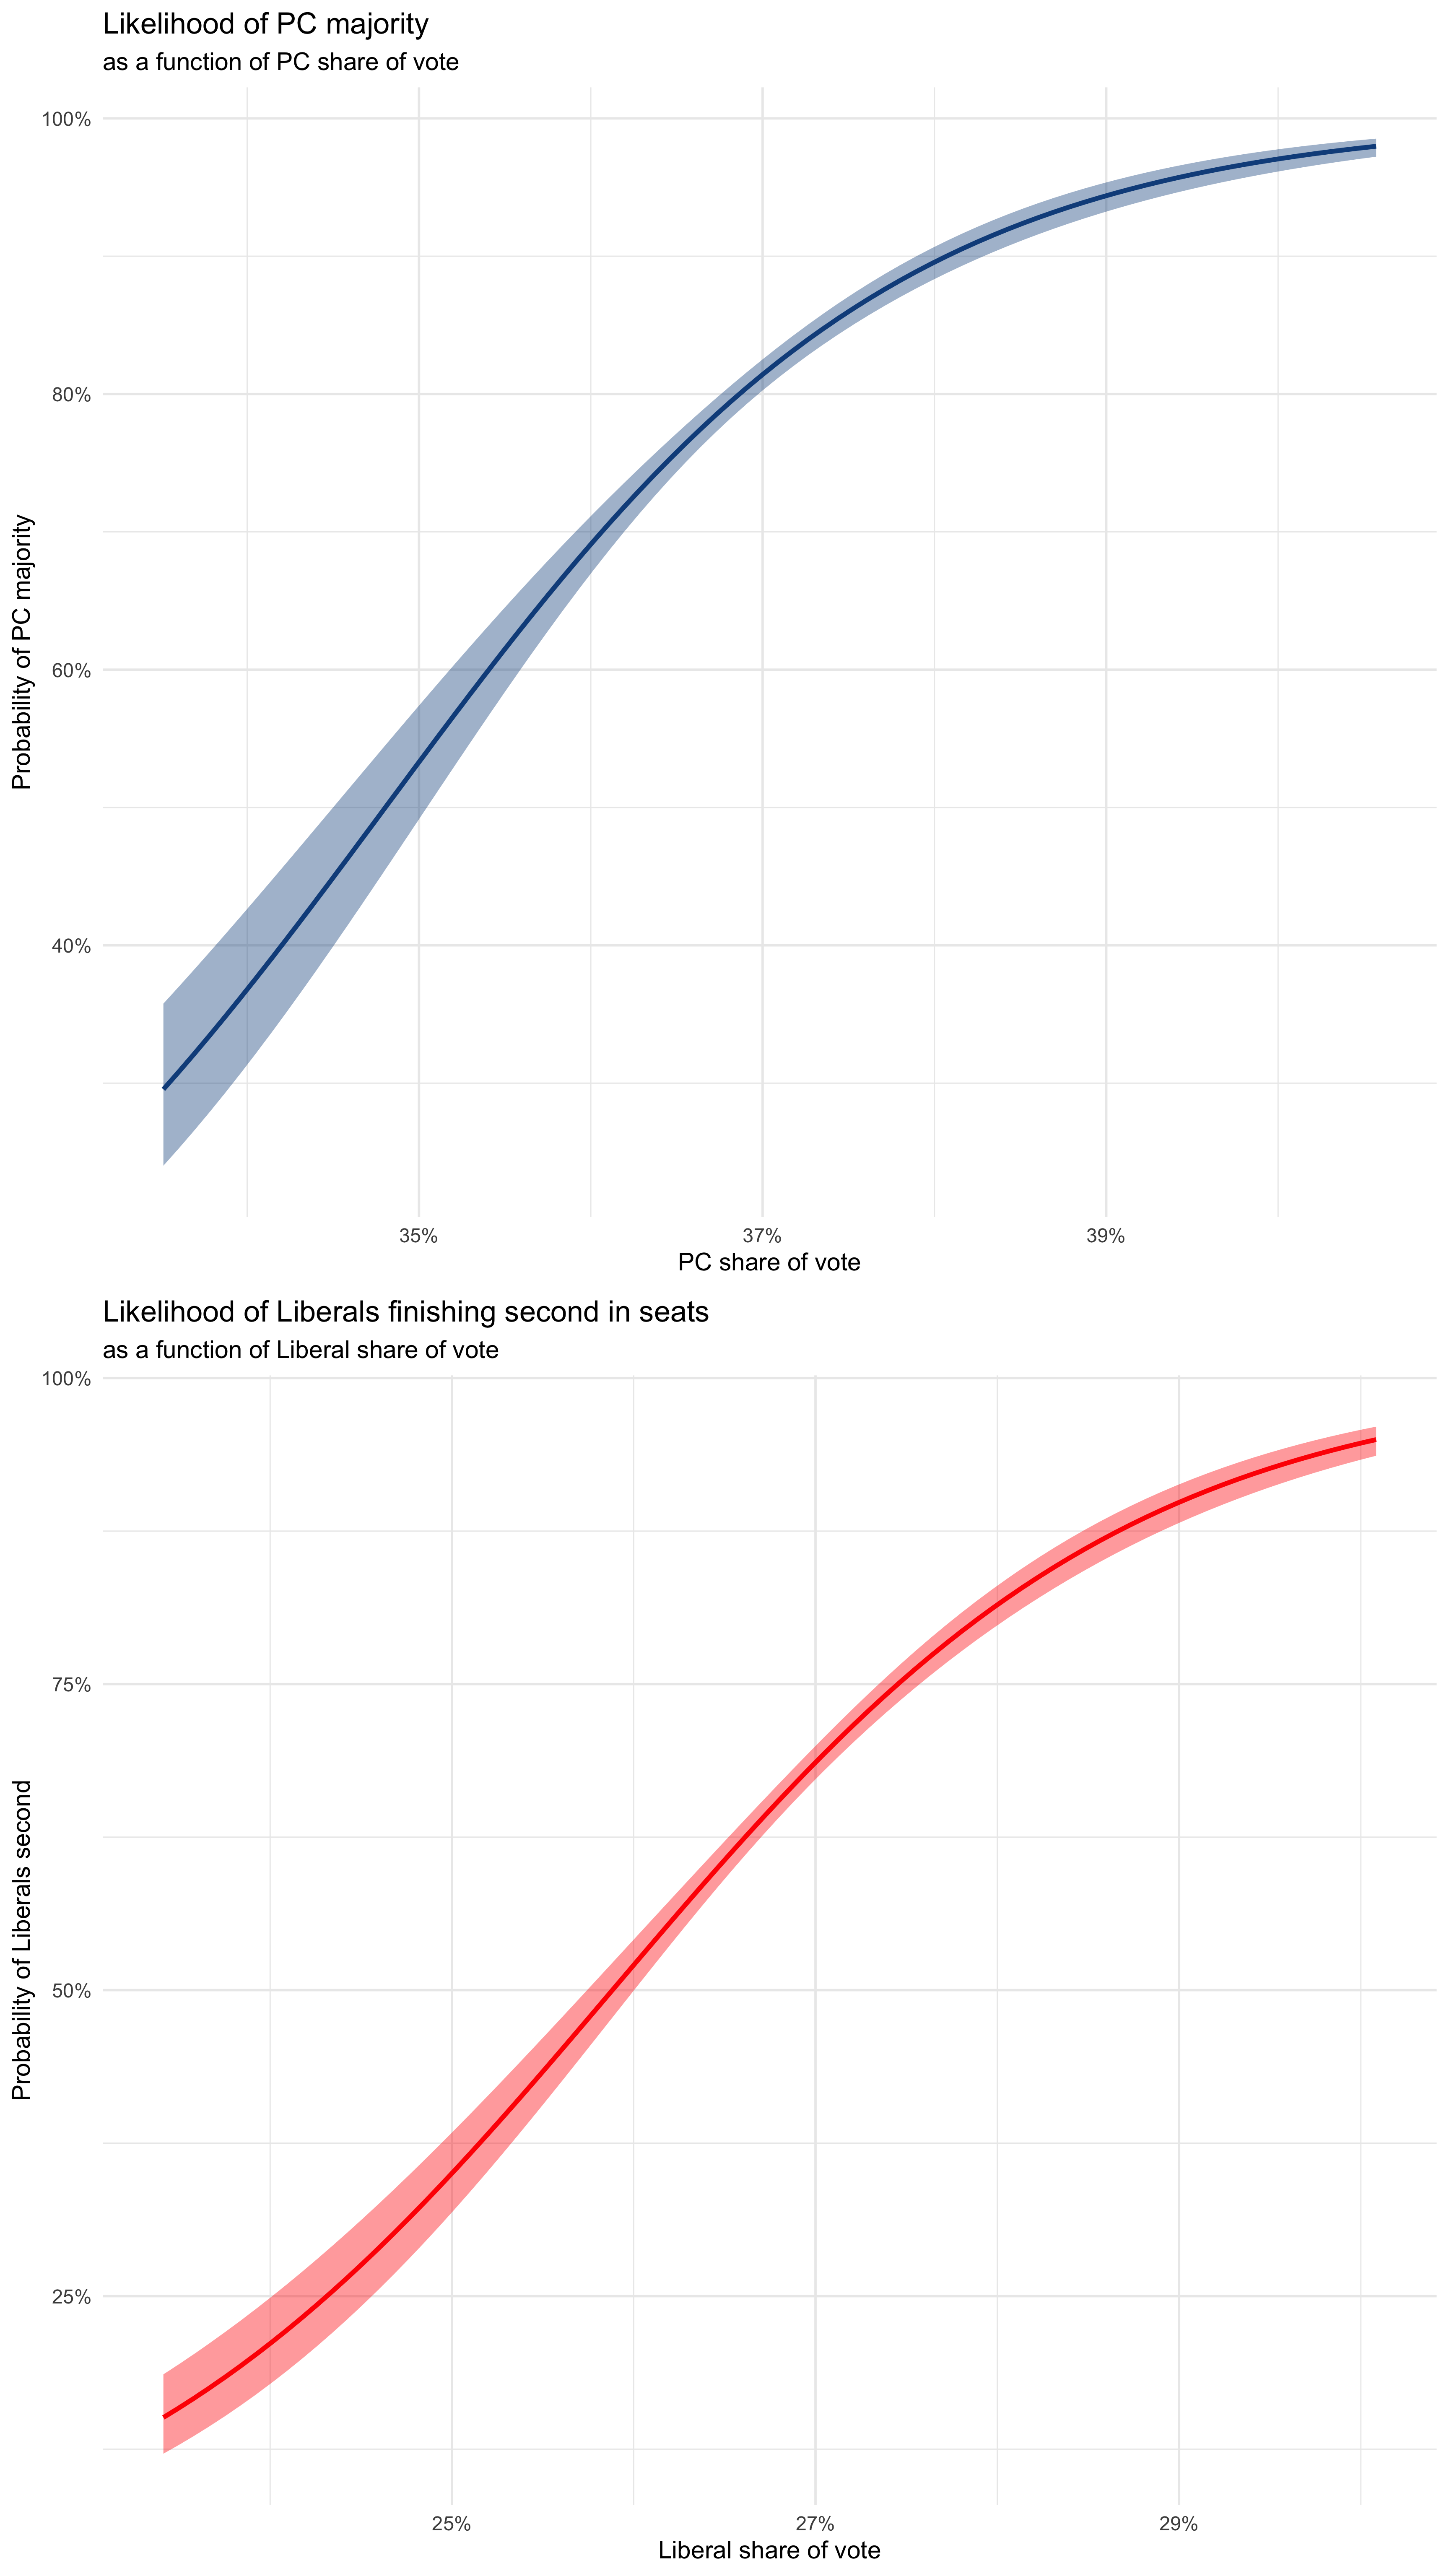 Likelihood of PC majority
as a function of PC share of vote
100%
80%
60%
40%
Probability of PC majority
35% 37% 39%
PC share of vote
Likelihood of Liberals finishing second in seats
as a function of Liberal share of vote
100%
75%
50%
25%
Probability of Liberals second
25% 27% 29%
Liberal share of vote